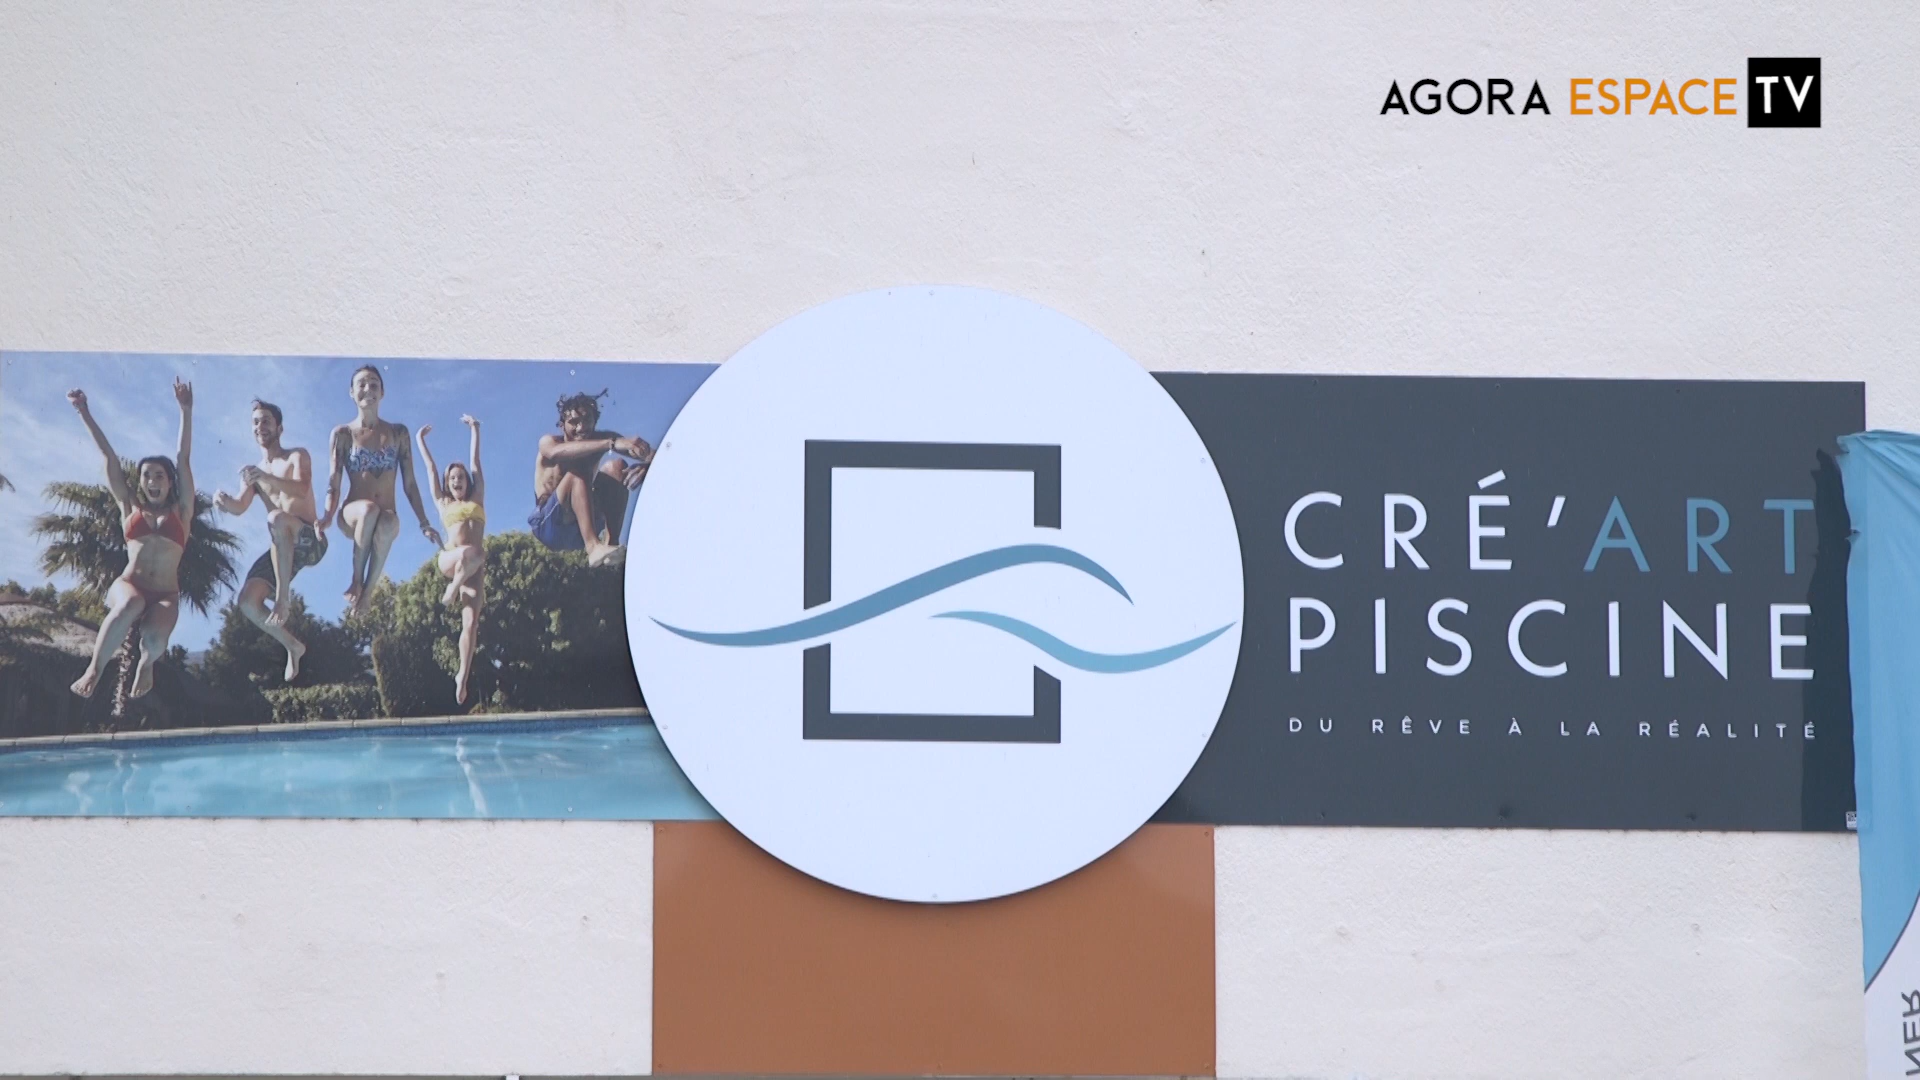 AGORA ESPACE TV
CRÉ'ART
PISCINE
DU RÊVE À LA RÉALITÉ